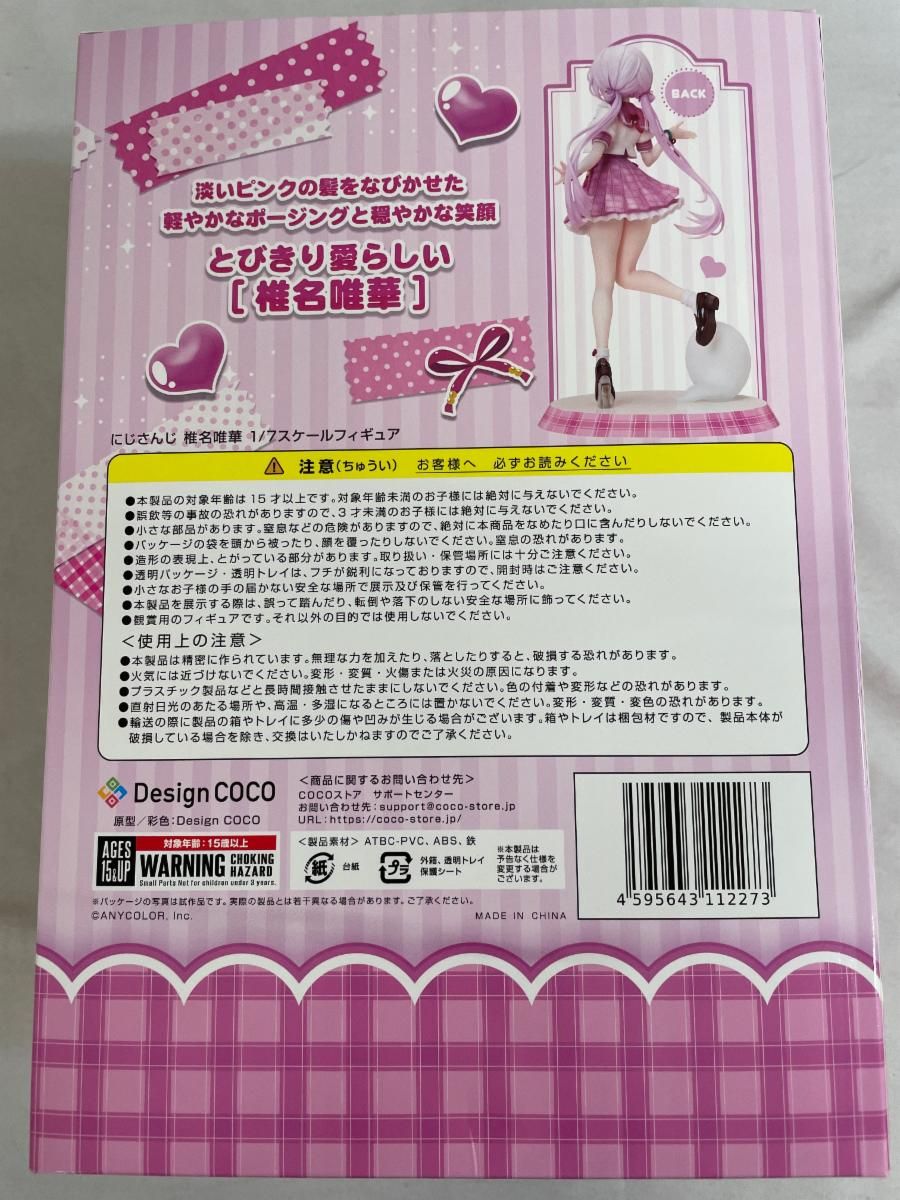 BACK
淡いピンクの髪をなびかせた
軽やかなポージングと穏やかな笑顔
とびきり愛らしい
[ 椎名唯華 ]
にじさんじ 椎名唯華 1/7スケールフィギュア
注意(ちゅうい) お客様へ 必ずお読みください
●本製品の対象年齢は15才以上です。対象年齢未満のお子様には絶対に与えないでください。
●誤飲等の事故の恐れがありますので、3才未満のお子様には絶対に与えないでください。
●小さな部品があります。窒息などの危険がありますので、絶対に本商品をなめたり口に含んだりしないでください。
●パッケージの袋を頭から被ったり、顔を覆ったりしないでください。窒息の恐れがあります。
●造形の表現上、とがっている部分があります。取り扱い・保管場所には十分ご注意ください。
●透明パッケージ・透明トレイは、フチが鋭利になっておりますので、開封時はご注意ください。
●小さなお子様の手の届かない安全な場所で展示及び保管を行ってください。
●本製品を展示する際は、誤って踏んだり、転倒や落下のしない安全な場所に飾ってください。
●観賞用のフィギュアです。それ以外の目的では使用しないでください。
＜使用上の注意＞
●本製品は精密に作られています。無理な力を加えたり、落としたりすると、破損する恐れがあります。
●火気には近づけないでください。変形・変質・火傷または火災の原因になります。
●プラスチック製品などと長時間接触させたままにしないでください。色の付着や変形などの恐れがあります。
●直射日光のあたる場所や、高温・多湿になるところには置かないでください。変形・変質・変色の恐れがあります。
●輸送の際に製品の箱やトレイに多少の傷や凹みが生じる場合がございます。箱やトレイは梱包材ですので、製品本体が
破損している場合を除き、交換はいたしかねますのでご了承ください。
Design COCO
原型／彩色：Design COCO
＜商品に関するお問い合わせ先＞
COCOストア サポートセンター
お問い合わせ先：support@coco-store.jp
URL：https://coco-store.jp/
AGES
15&UP
対象年齢：15歳以上
WARNING CHOKING HAZARD
Small Parts Not for children under 3 years.
＜製品素材＞ ATBC-PVC、ABS、鉄
紙
台紙
プラ
外箱、透明トレイ
保護シート
※本製品は
予告なく仕様を
変更する場合が
ございます。
※パッケージの写真は試作品です。実際の製品とは若干異なる場合があります。ご了承ください。
©ANYCOLOR, Inc.
MADE IN CHINA
4 595643 112273